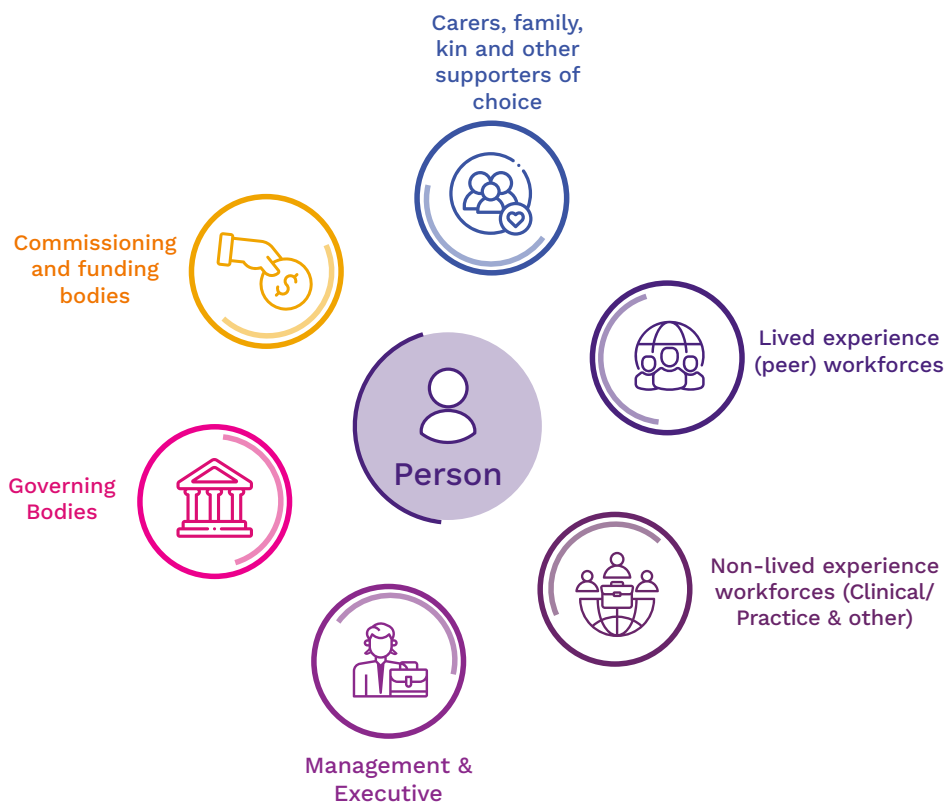 Carers, family,
kin and other
supporters of
choice
Commissioning
and funding
bodies
$
Lived experience
(peer) workforces
Person
Governing
Bodies
Non-lived experience
workforces (Clinical/
Practice & other)
Management &
Executive